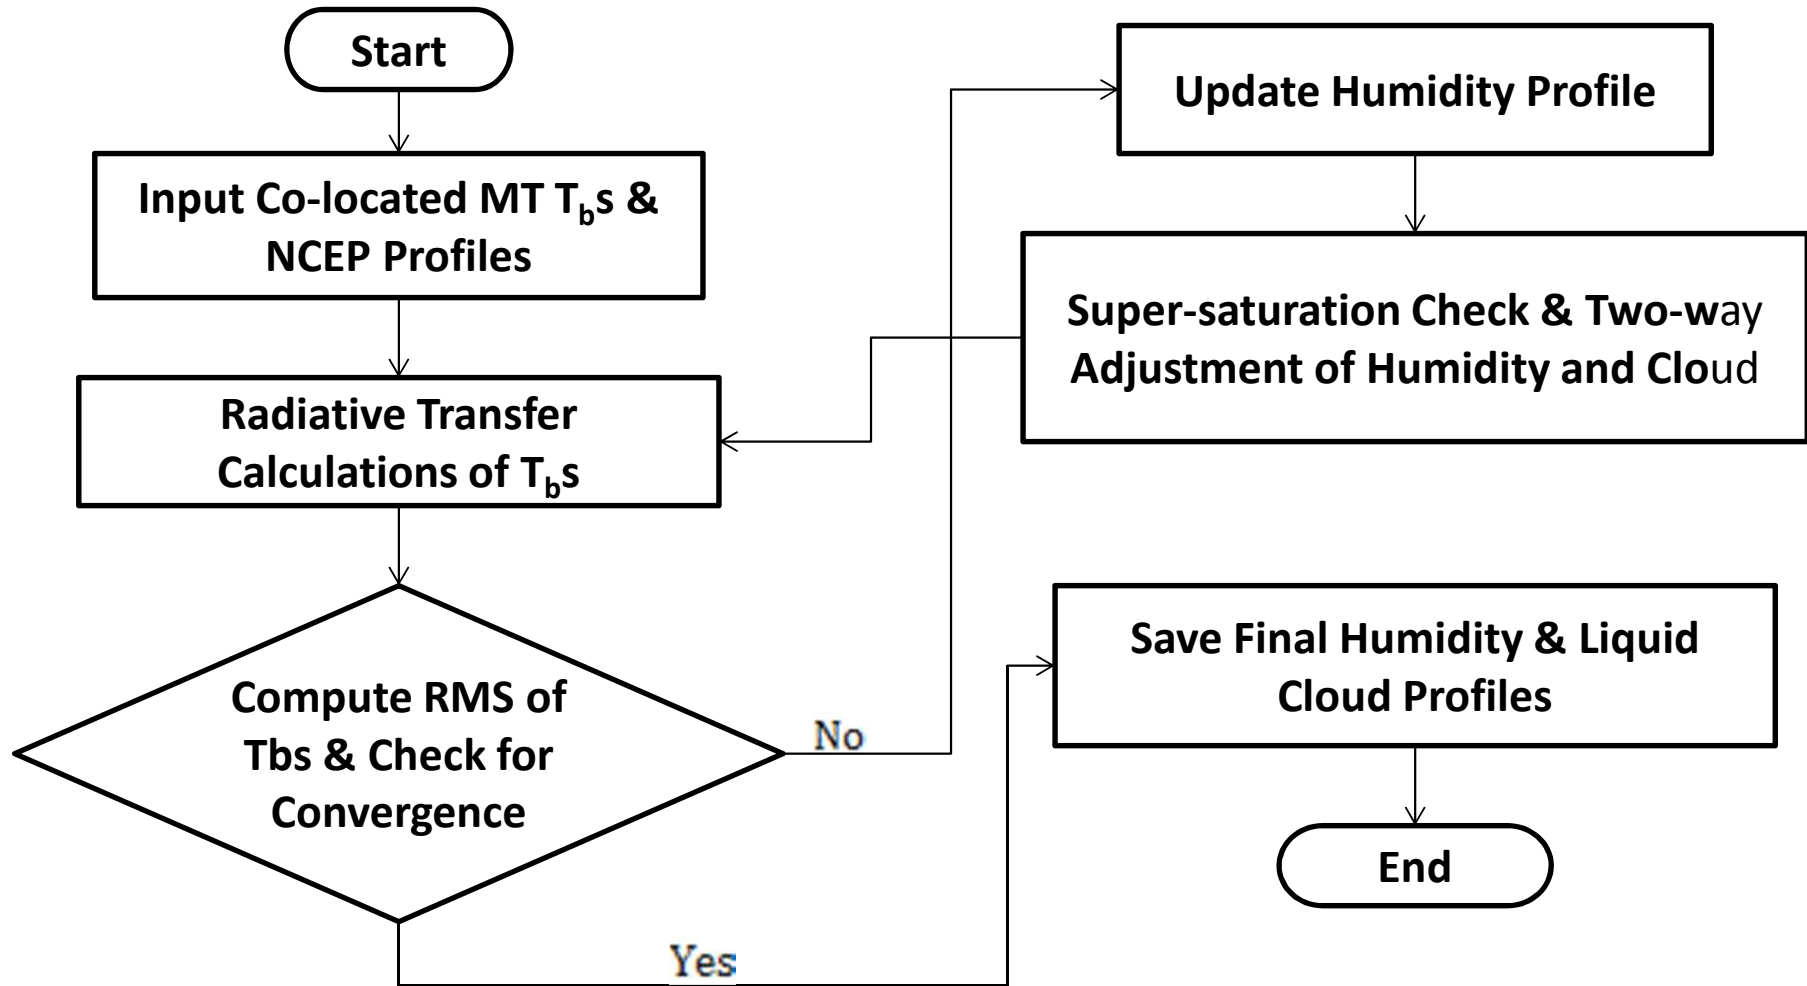 Start
Input Co-located MT Tbs &
NCEP Profiles
Radiative Transfer
Calculations of Tbs
Compute RMS of
Tbs & Check for
Convergence
No
Yes
Update Humidity Profile
Super-saturation Check & Two-way
Adjustment of Humidity and Cloud
Save Final Humidity & Liquid
Cloud Profiles
End